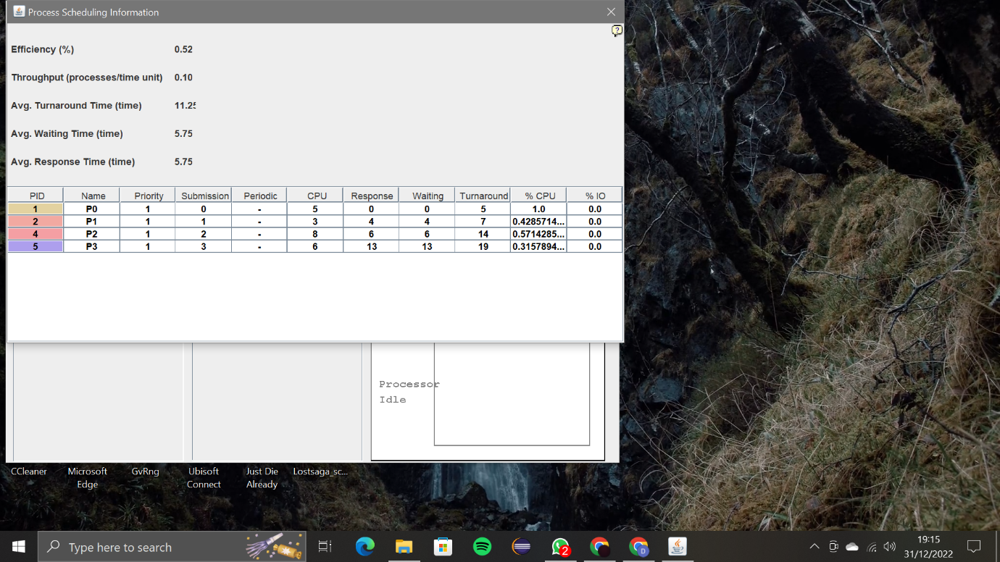 Process Scheduling Information
?
Efficiency (%) 0.52
Throughput (processes/time unit) 0.10
Avg. Turnaround Time (time) 11.25
Avg. Waiting Time (time) 5.75
Avg. Response Time (time) 5.75
PID Name Priority Submission Periodic CPU Response Waiting Turnaround % CPU % IO
1 P0 1 0 - 5 0 0 5 1.0 0.0
2 P1 1 1 - 3 4 4 7 0.4285714... 0.0
4 P2 1 2 - 8 6 6 14 0.5714285... 0.0
5 P3 1 3 - 6 13 13 19 0.3157894... 0.0
Processor
Idle
CCleaner Microsoft Edge GvRng Ubisoft Connect Just Die Already Lostsaga_sc...
Type here to search
2
D
19:15
31/12/2022